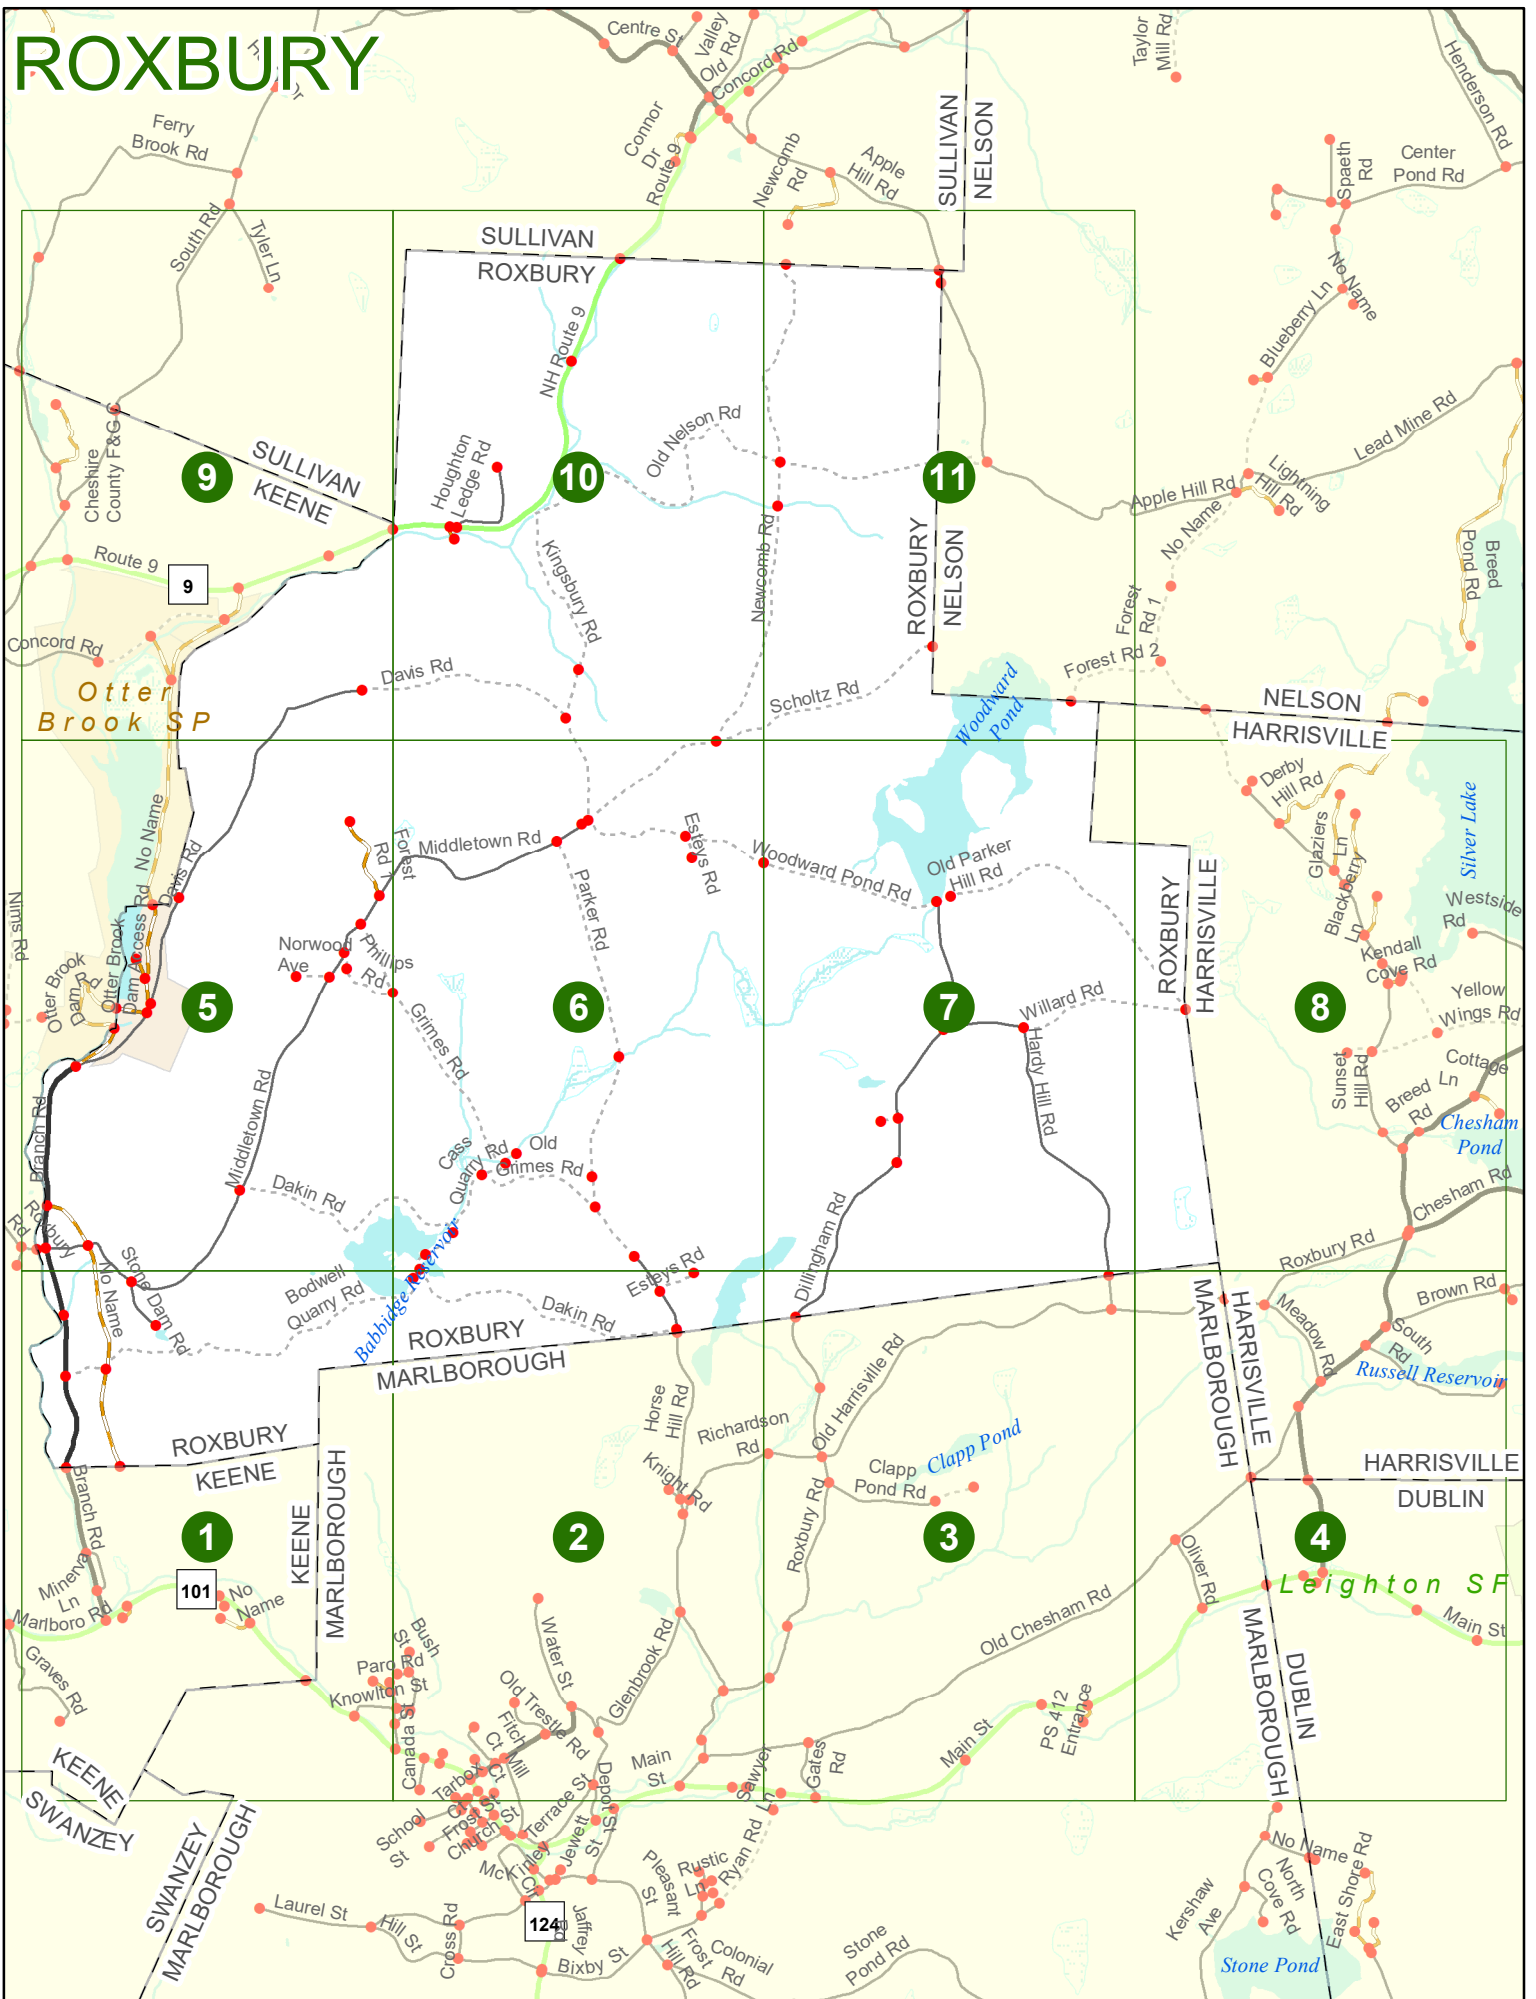 ROXBURY
Centre St
Valley
Old Rd
Concord Rd
Taylor
Mill Rd
Henderson Rd
Ferry
Brook Rd
Connor
Dr
Route 9
Newcomb
Rd
Apple
Hill Rd
SULLIVAN
NELSON
Spaeth
Rd
Center
Pond Rd
South Rd
Tyler Ln
SULLIVAN
ROXBURY
No Name
Blueberry Ln
NH Route 9
Cheshire
County F&G C
SULLIVAN
KEENE
9
Houghton
Ledge Rd
10
Old Nelson Rd
11
Lead Mine Rd
Apple Hill Rd
Lightning
Hill Rd
No Name
Route 9
9
Kingsbury Rd
Newcomb Rd
ROXBURY
NELSON
Forest
Rd 1
Breed
Pond Rd
Concord Rd
Otter
Brook SP
Davis Rd
Scholtz Rd
Forest Rd 2
Woodward
Pond
NELSON
HARRISVILLE
Derby
Hill Rd
No Name
Davis Rd
Forest
Rd 7
Middletown Rd
Esteys Rd
Woodward Pond Rd
Old Parker
Hill Rd
Glaziers
Ln
Blackberry
Ln
Silver Lake
Westside
Rd
Nims Rd
Otter Brook
Dam Rd
Otter Brook
Dam Access Rd
Norwood
Ave
Phillips
Rd
Parker Rd
ROXBURY
HARRISVILLE
Kendall
Cove Rd
Yellow
Wings Rd
5
6
7
8
Grimes Rd
Willard Rd
Hardy Hill Rd
Sunset
Hill Rd
Cottage
Ln
Breed
Rd
Chesham
Pond
Branch Rd
Middletown Rd
Cass
Quarry Rd
Old
Grimes Rd
Dakin Rd
Chesham Rd
Roxbury
Rd
Stone Dam Rd
No Name
Bodwell
Quarry Rd
Babbidge Reservoir
Esteys Rd
Dakin Rd
Dillingham Rd
Roxbury Rd
Brown Rd
Meadow Rd
South
Rd
Russell Reservoir
ROXBURY
MARLBOROUGH
HARRISVILLE
MARLBOROUGH
Horse
Hill Rd
Old Harrisville Rd
Richardson
Rd
Clapp Pond
Clapp
Pond Rd
Knight Rd
ROXBURY
KEENE
HARRISVILLE
DUBLIN
Branch Rd
KEENE
MARLBOROUGH
Roxbury Rd
1
2
3
4
Oliver Rd
Leighton SF
Minerva
Ln
101
No
Name
Marlboro Rd
Main St
Graves Rd
Bush
St
Paro Rd
Knowlton St
Water St
Old Trestle Rd
Glenbrook Rd
Old Chesham Rd
MARLBOROUGH
DUBLIN
Canada St
Fitch
Ct
Mill
Ct
Tarbox
Ct
Main
St
Sawyer
Ln
Gates
Rd
Main St
PS 412
Entrance
KEENE
SWANZEY
School
St
Frost St
Church St
Terrace St
Depot St
Jewett
St
McKinley
Cir
Ryan Rd
Rustic
Ln
Pleasant
St
SWANZEY
MARLBOROUGH
No Name
North
Cove Rd
East Shore Rd
Kershaw
Ave
Laurel St
Hill St
Cross Rd
124
Jaffrey
Rd
Bixby St
Frost
Hill Rd
Colonial
Rd
Stone
Pond Rd
Stone Pond